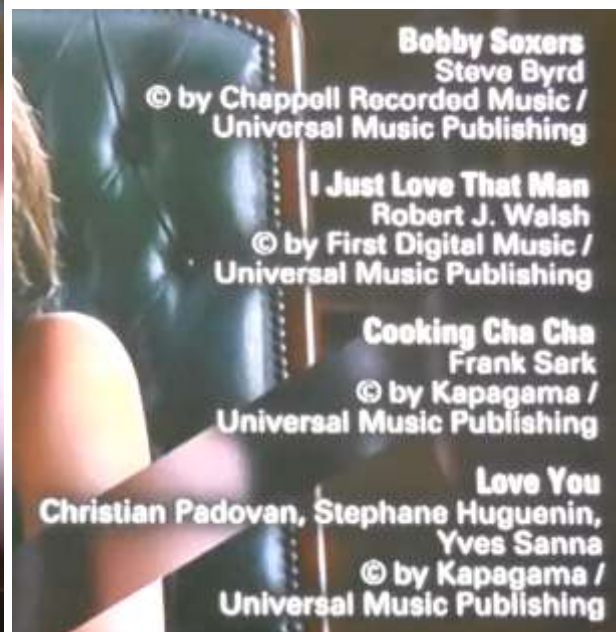 Bobby Soxers
Steve Byrd
© by Chappell Recorded Music /
Universal Music Publishing
I Just Love That Man
Robert J. Walsh
© by First Digital Music /
Universal Music Publishing
Cooking Cha Cha
Frank Sark
© by Kapagama /
Universal Music Publishing
Love You
Christian Padovan, Stephane Huguenin,
Yves Sanna
© by Kapagama /
Universal Music Publishing